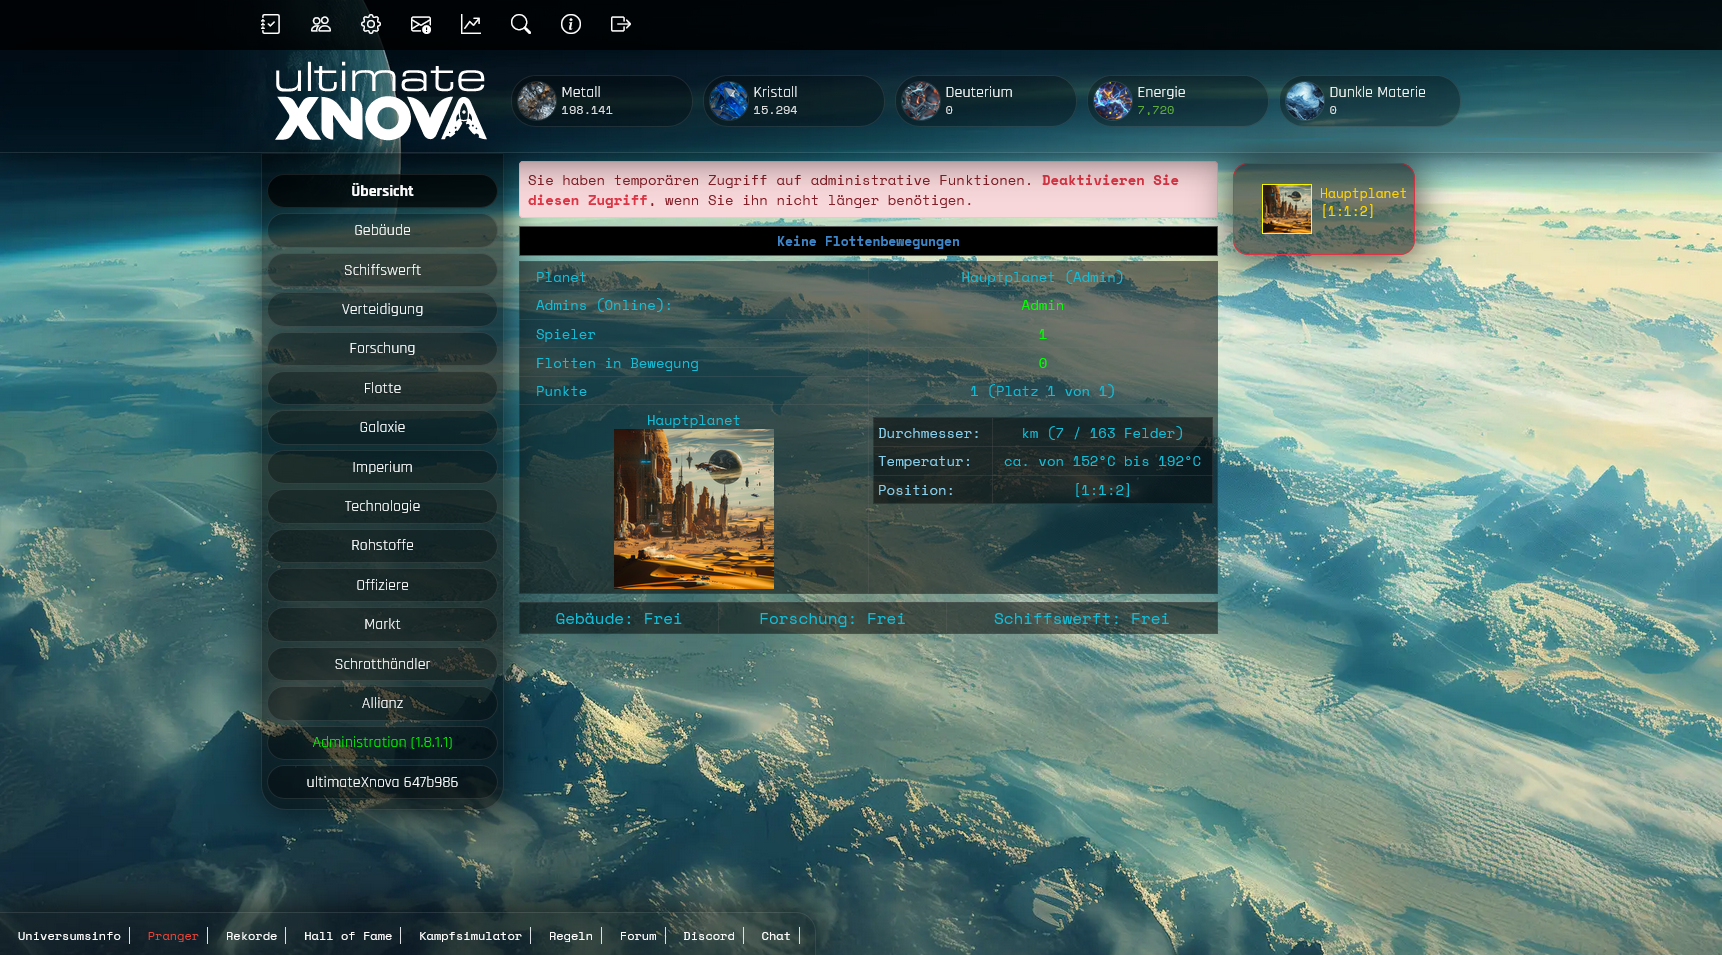 ultimate
XNOVA
Metall
198.141
Kristall
15.294
Deuterium
0
Energie
7,720
Dunkle Materie
0
Übersicht
Gebäude
Schiffswerft
Verteidigung
Forschung
Flotte
Galaxie
Imperium
Technologie
Rohstoffe
Offiziere
Markt
Schrotthändler
Allianz
Administration (1.8.1.1)
ultimateXnova 647b986
Sie haben temporären Zugriff auf administrative Funktionen. Deaktivieren Sie
diesen Zugriff, wenn Sie ihn nicht länger benötigen.
Keine Flottenbewegungen
Planet Hauptplanet (Admin)
Admins (Online): Admin
Spieler 1
Flotten in Bewegung 0
Punkte 1 (Platz 1 von 1)
Hauptplanet
Durchmesser: km (7 / 163 Felder)
Temperatur: ca. von 152°C bis 192°C
Position: [1:1:2]
Gebäude: Frei Forschung: Frei Schiffswerft: Frei
Hauptplanet
[1:1:2]
Universumsinfo Pranger Rekorde Hall of Fame Kampfsimulator Regeln Forum Discord Chat